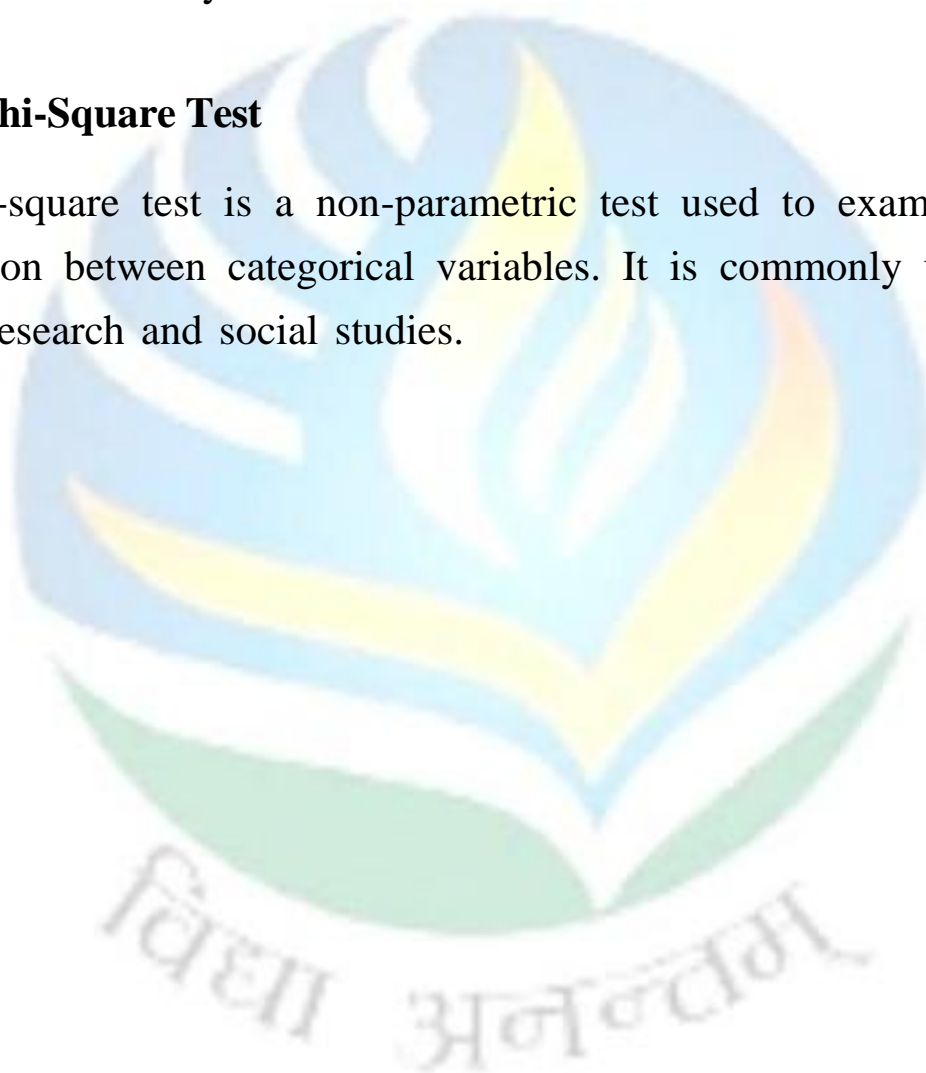 hi-Square Test
-square test is a non-parametric test used to exam
on between categorical variables. It is commonly
esearch and social studies.
विद्या अनन्तम्